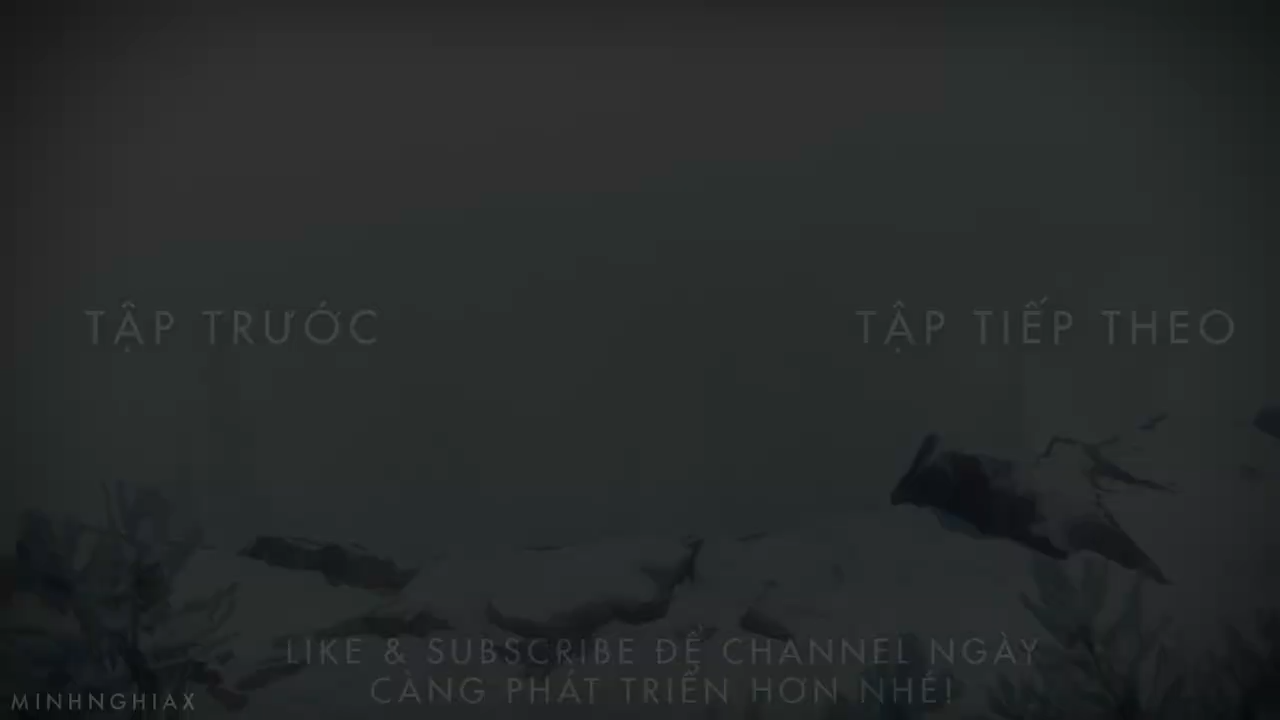 TẬP TRƯỚC
TẬP TIẾP THEO
LIKE & SUBSCRIBE ĐỂ CHANNEL NGÀY
CÀNG PHÁT TRIỂN HƠN NHÉ!
MINHNGHIAX